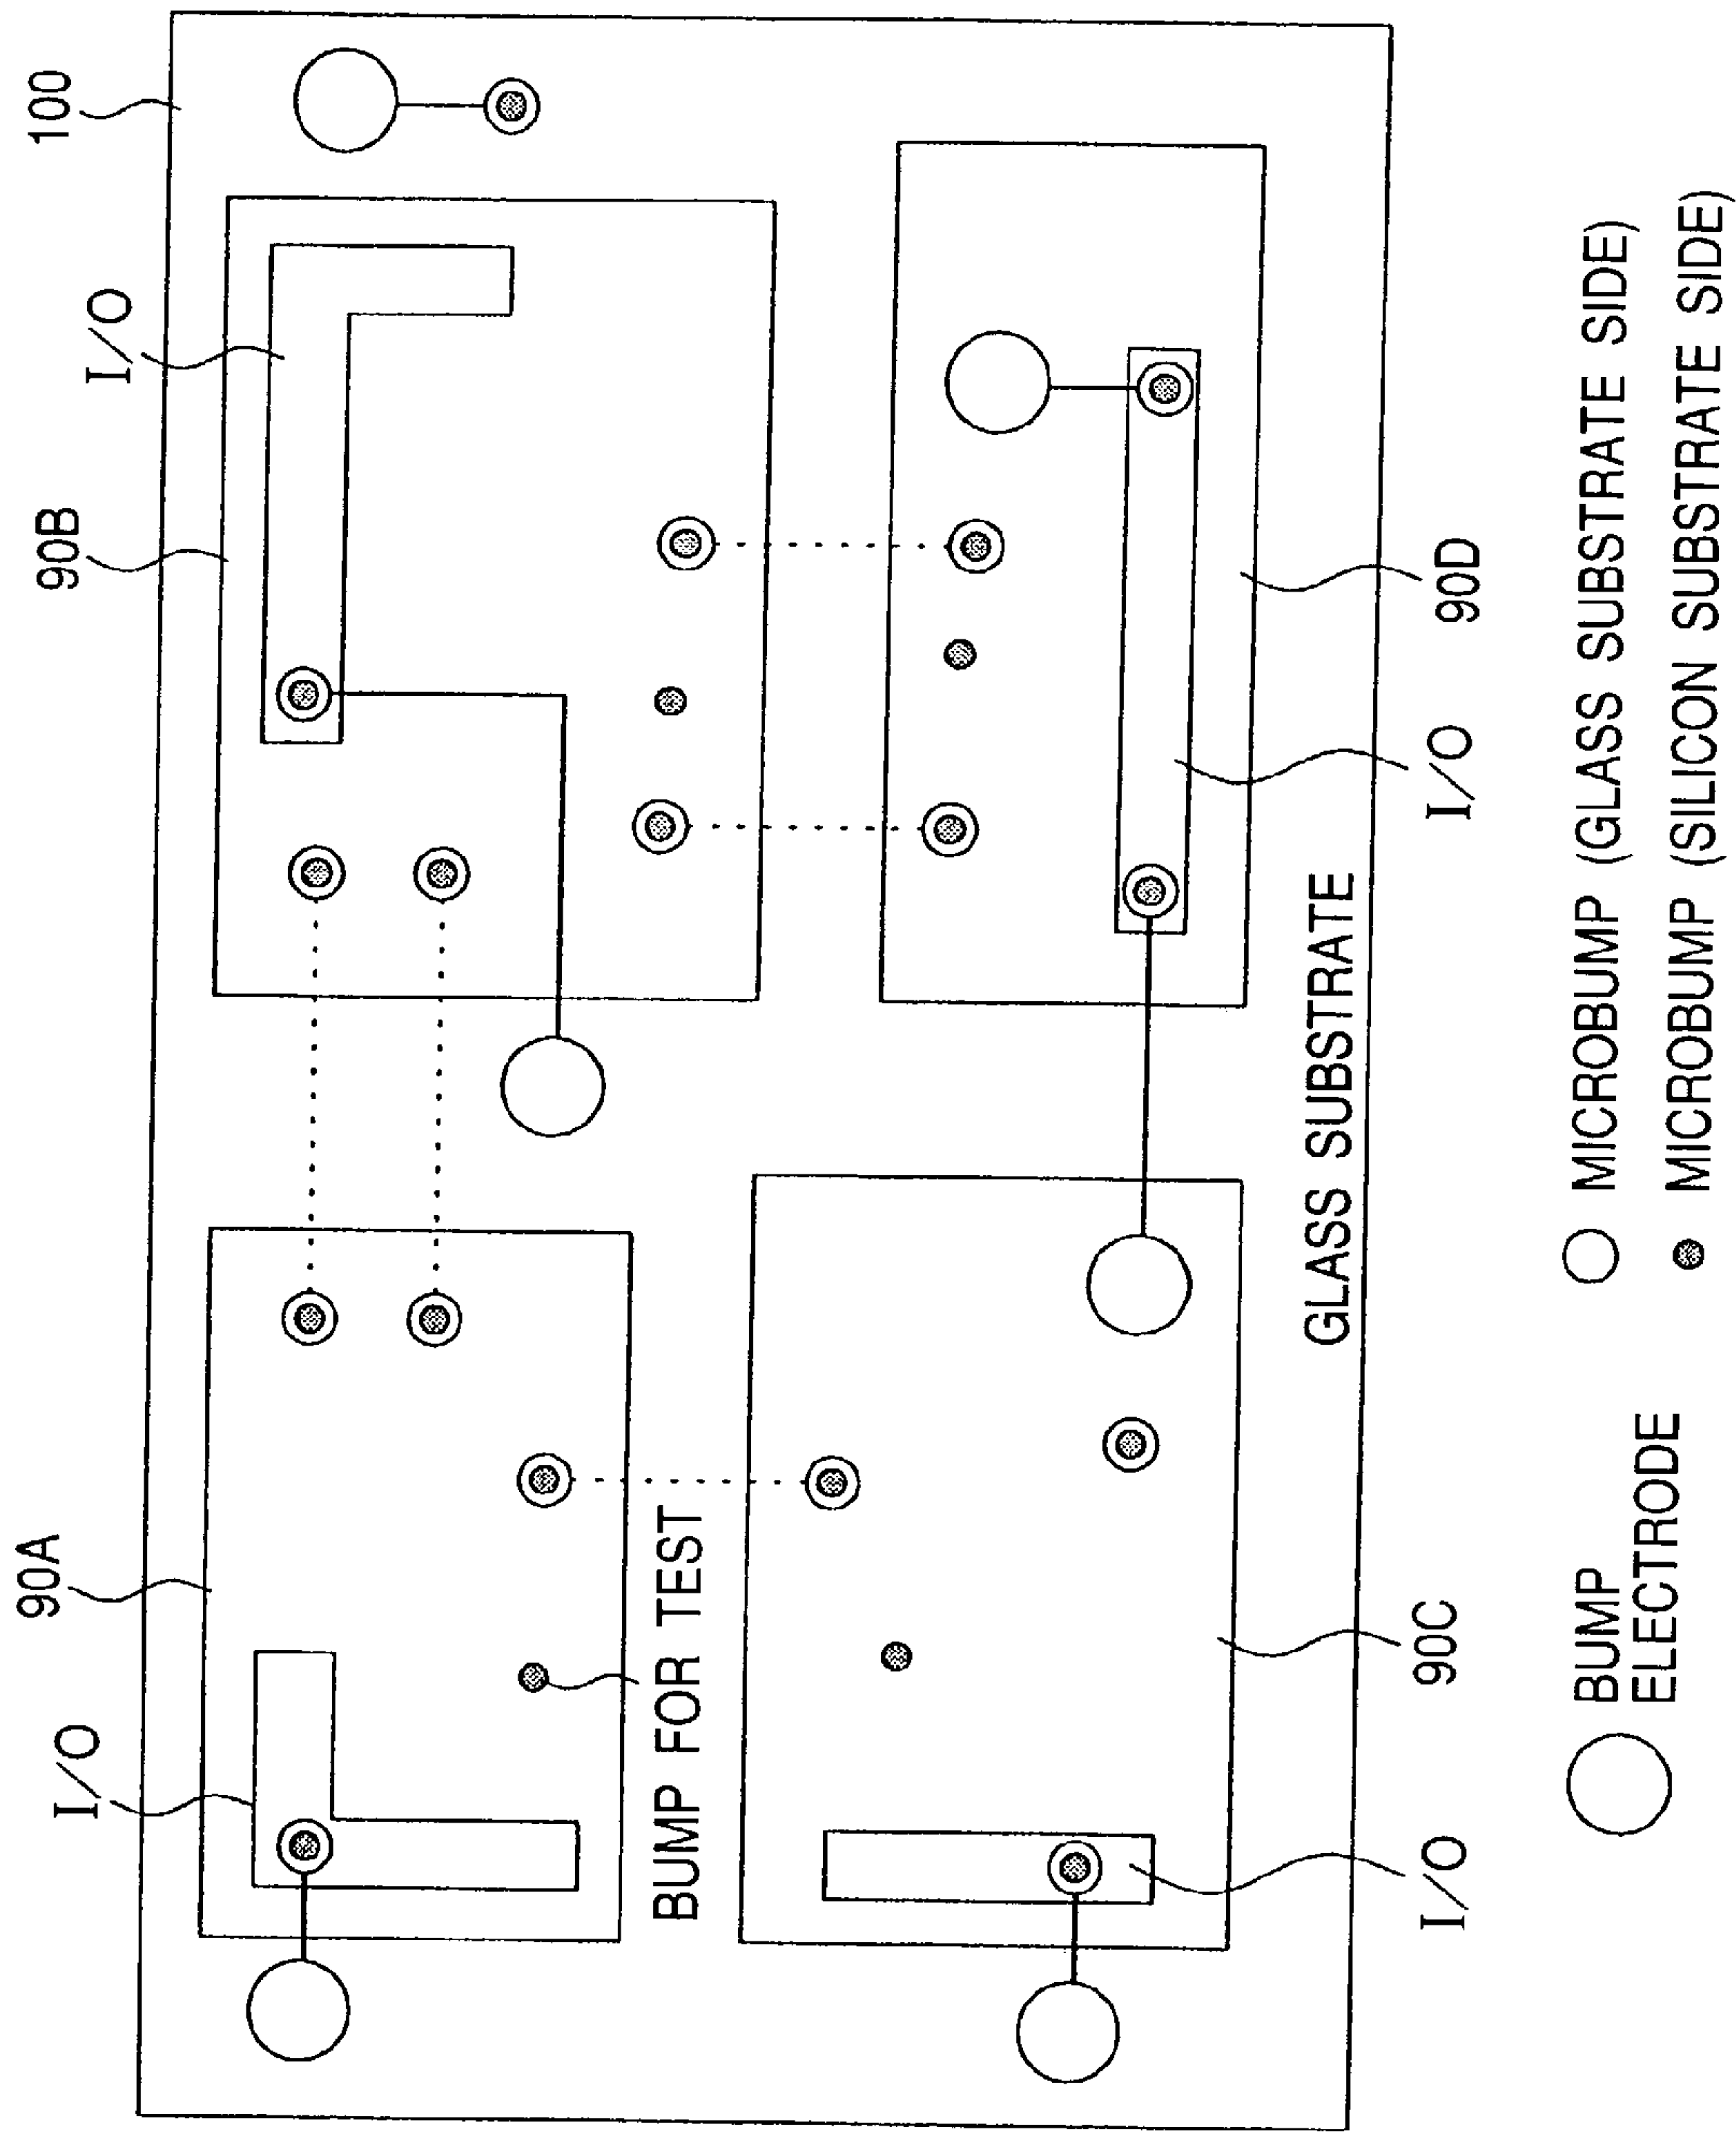 90A
90B
100
I/O
I/O
BUMP FOR TEST
GLASS SUBSTRATE
I/O
90C
I/O
90D
BUMP
ELECTRODE
MICROBUMP (GLASS SUBSTRATE SIDE)
MICROBUMP (SILICON SUBSTRATE SIDE)